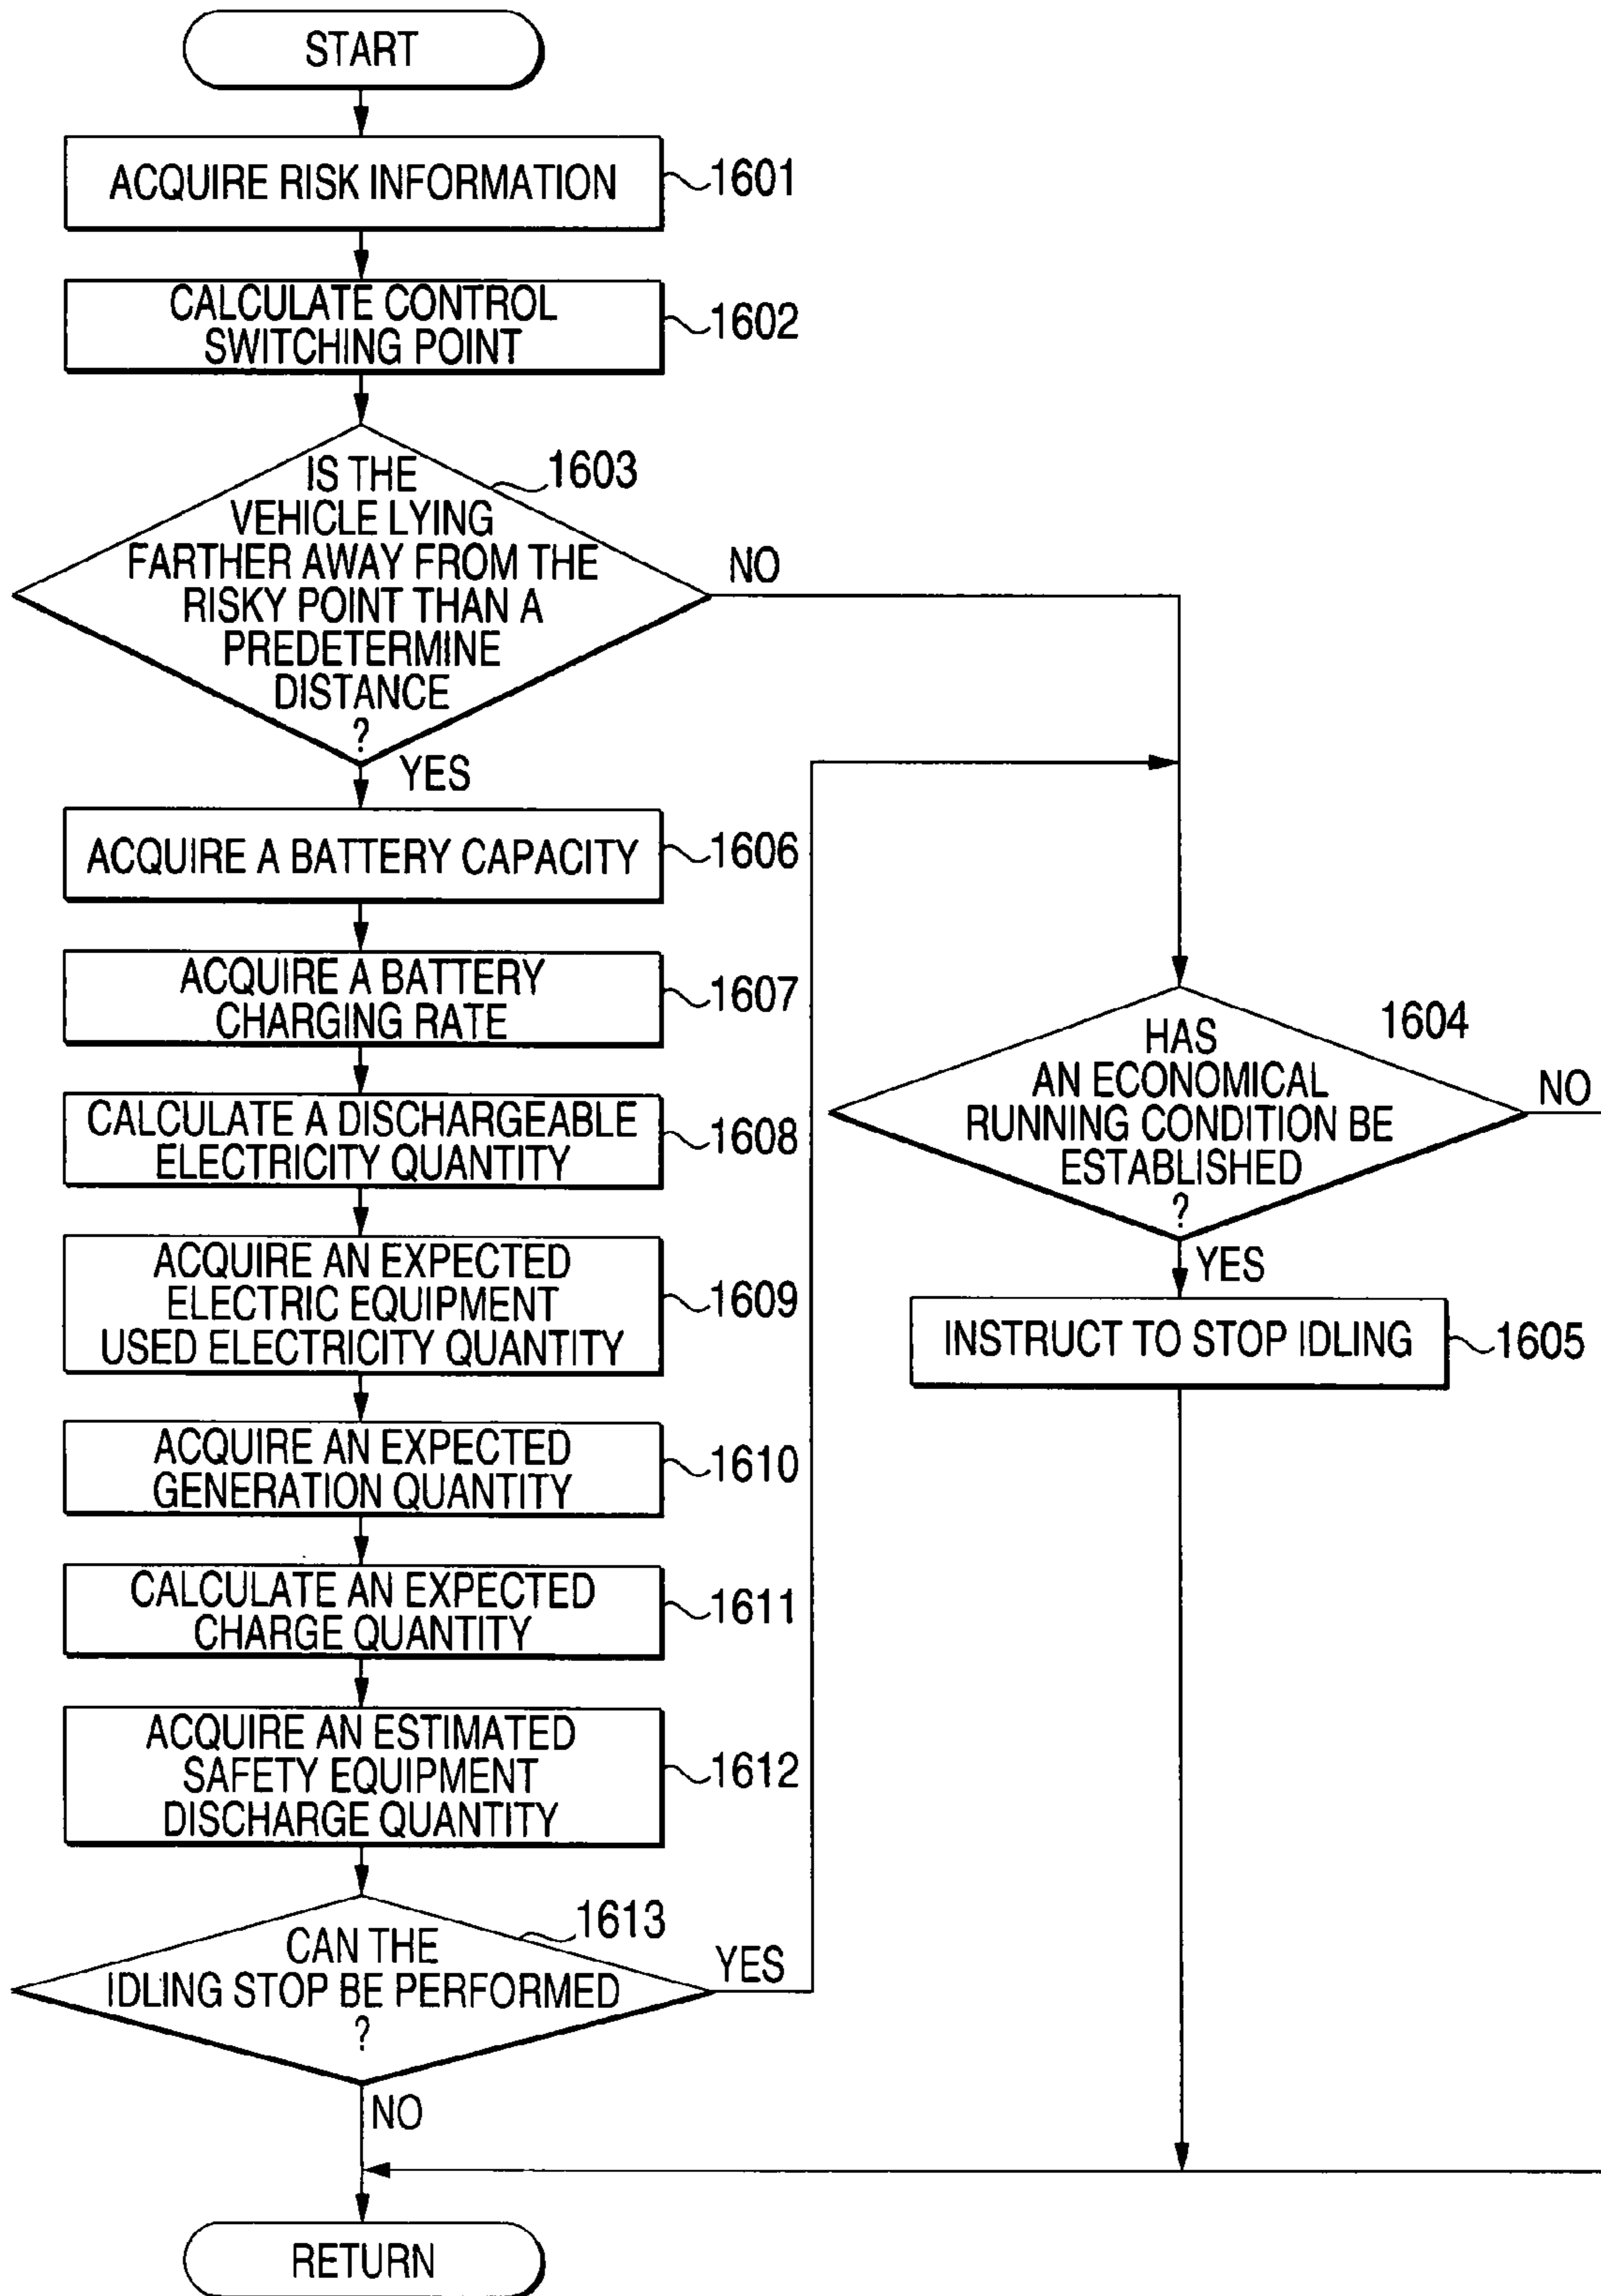 START
ACQUIRE RISK INFORMATION
1601
CALCULATE CONTROL
SWITCHING POINT
1602
IS THE
VEHICLE LYING
FARTHER AWAY FROM THE
RISKY POINT THAN A
PREDETERMINE
DISTANCE
?
1603
NO
YES
ACQUIRE A BATTERY CAPACITY
1606
ACQUIRE A BATTERY
CHARGING RATE
1607
CALCULATE A DISCHARGEABLE
ELECTRICITY QUANTITY
1608
ACQUIRE AN EXPECTED
ELECTRIC EQUIPMENT
USED ELECTRICITY QUANTITY
1609
ACQUIRE AN EXPECTED
GENERATION QUANTITY
1610
CALCULATE AN EXPECTED
CHARGE QUANTITY
1611
ACQUIRE AN ESTIMATED
SAFETY EQUIPMENT
DISCHARGE QUANTITY
1612
CAN THE
IDLING STOP BE PERFORMED
?
1613
YES
NO
HAS
AN ECONOMICAL
RUNNING CONDITION BE
ESTABLISHED
?
1604
NO
YES
INSTRUCT TO STOP IDLING
1605
RETURN